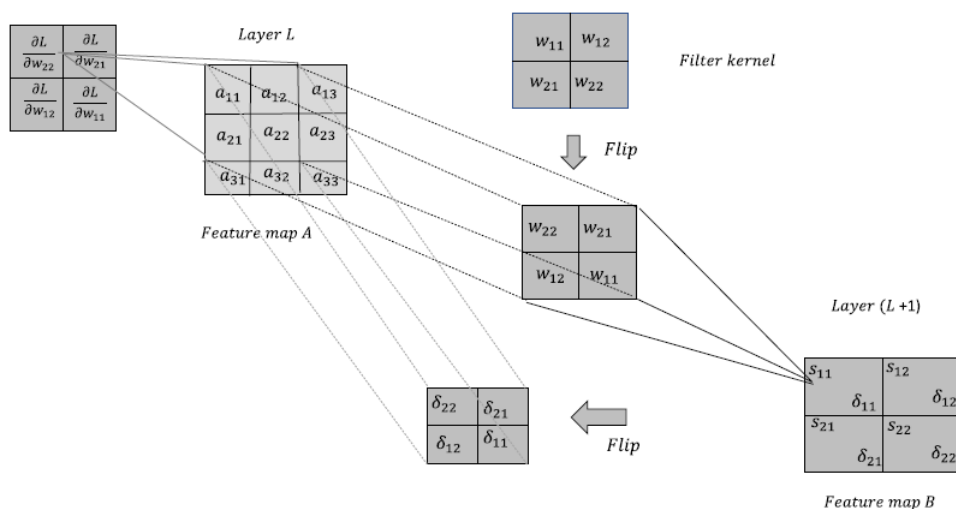 ∂L/∂w₂₂ ∂L/∂w₂₁
∂L/∂w₁₂ ∂L/∂w₁₁
Layer L
a₁₁ a₁₂ a₁₃
a₂₁ a₂₂ a₂₃
a₃₁ a₃₂ a₃₃
Feature map A
w₁₁ w₁₂
w₂₁ w₂₂
Filter kernel
Flip
w₂₂ w₂₁
w₁₂ w₁₁
δ₂₂ δ₂₁
δ₁₂ δ₁₁
Flip
Layer (L +1)
s₁₁ s₁₂
δ₁₁ δ₁₂
s₂₁ s₂₂
δ₂₁ δ₂₂
Feature map B